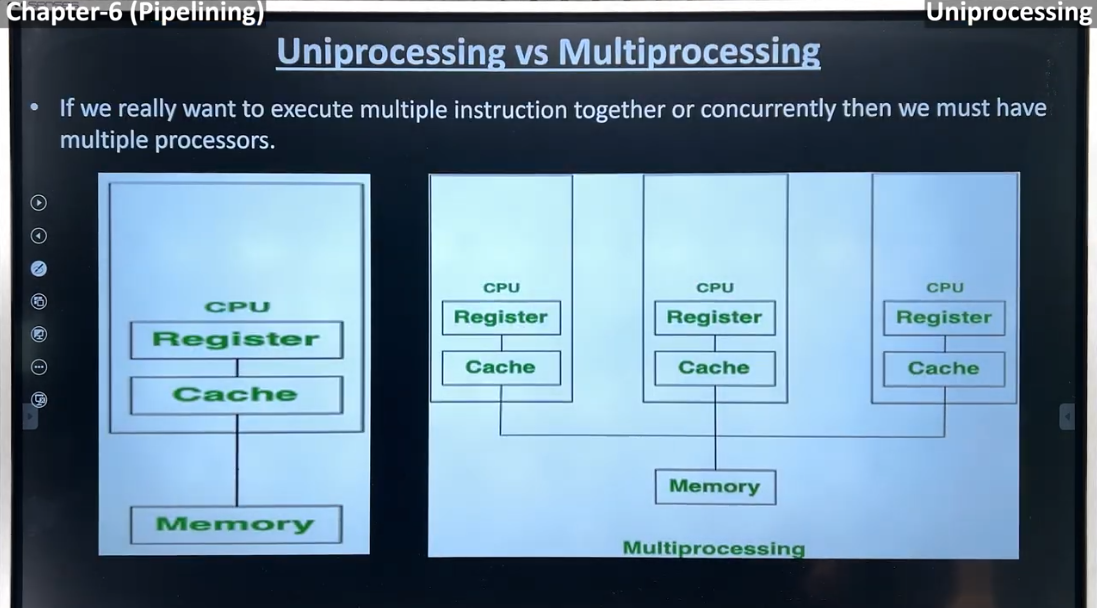 Chapter-6 (Pipelining)
Uniprocessing
Uniprocessing vs Multiprocessing
• If we really want to execute multiple instruction together or concurrently then we must have
multiple processors.
CPU
Register
Cache
Memory
CPU
Register
Cache
CPU
Register
Cache
CPU
Register
Cache
Memory
Multiprocessing